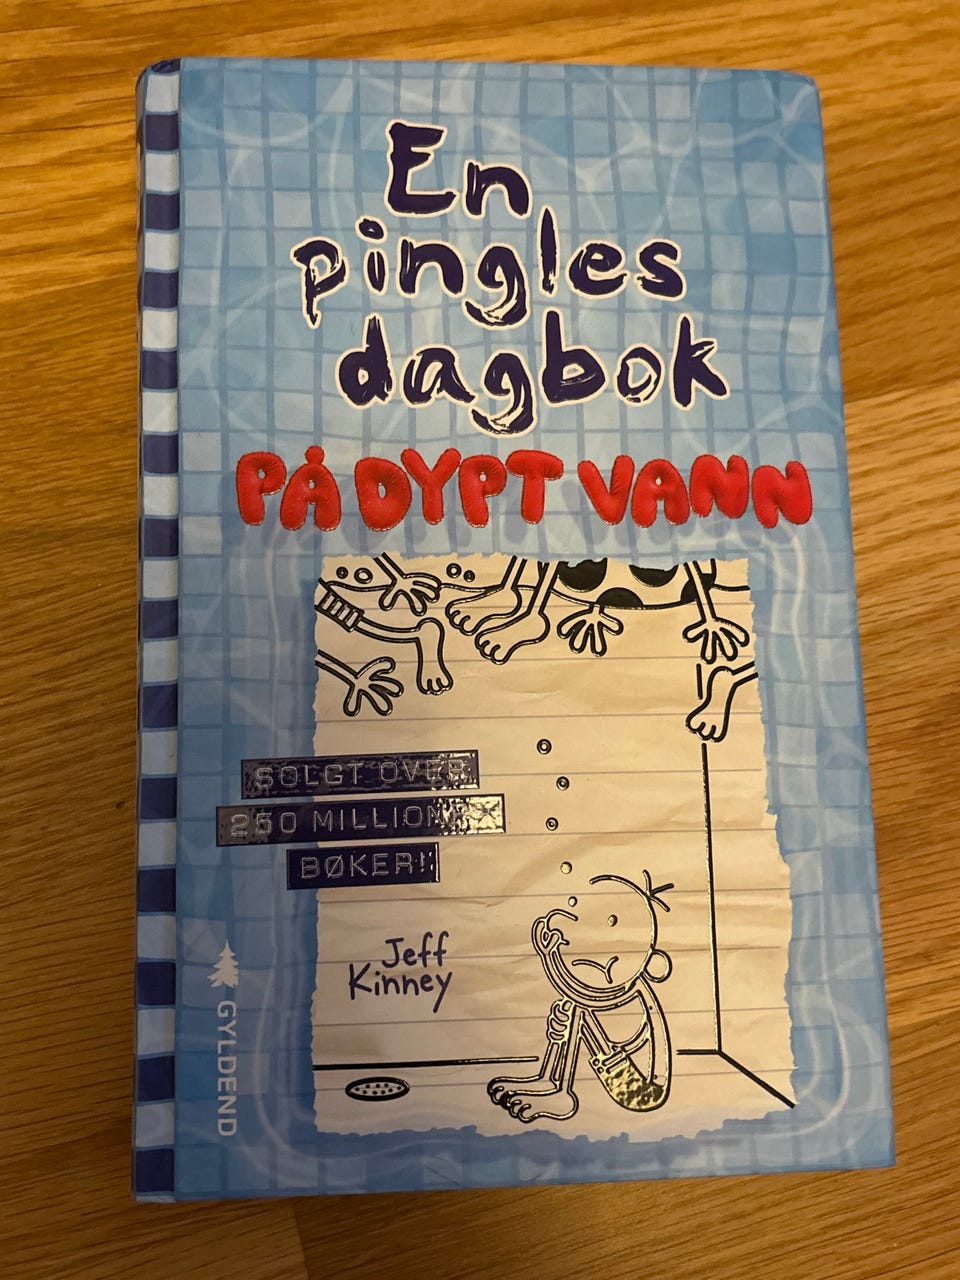 En
pingles
dagbok
PÅ DYPT VANN
SOLGT OVER
250 MILLIONER
BØKER!
Jeff
Kinney
GYLDENDAL